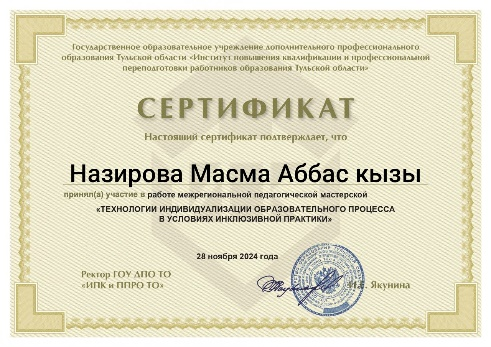 Государственное образовательное учреждение дополнительного профессионального
образования Тульской области «Институт повышения квалификации и профессиональной
переподготовки работников образования Тульской области»
СЕРТИФИКАТ
Настоящий сертификат подтверждает, что
Назирова Масма Аббас кызы
принял(а) участие в работе межрегиональной педагогической мастерской
«ТЕХНОЛОГИИ ИНДИВИДУАЛИЗАЦИИ ОБРАЗОВАТЕЛЬНОГО ПРОЦЕССА
В УСЛОВИЯХ ИНКЛЮЗИВНОЙ ПРАКТИКИ»
28 ноября 2024 года
Ректор ГОУ ДПО ТО
«ИПК и ППРО ТО»
Якунина